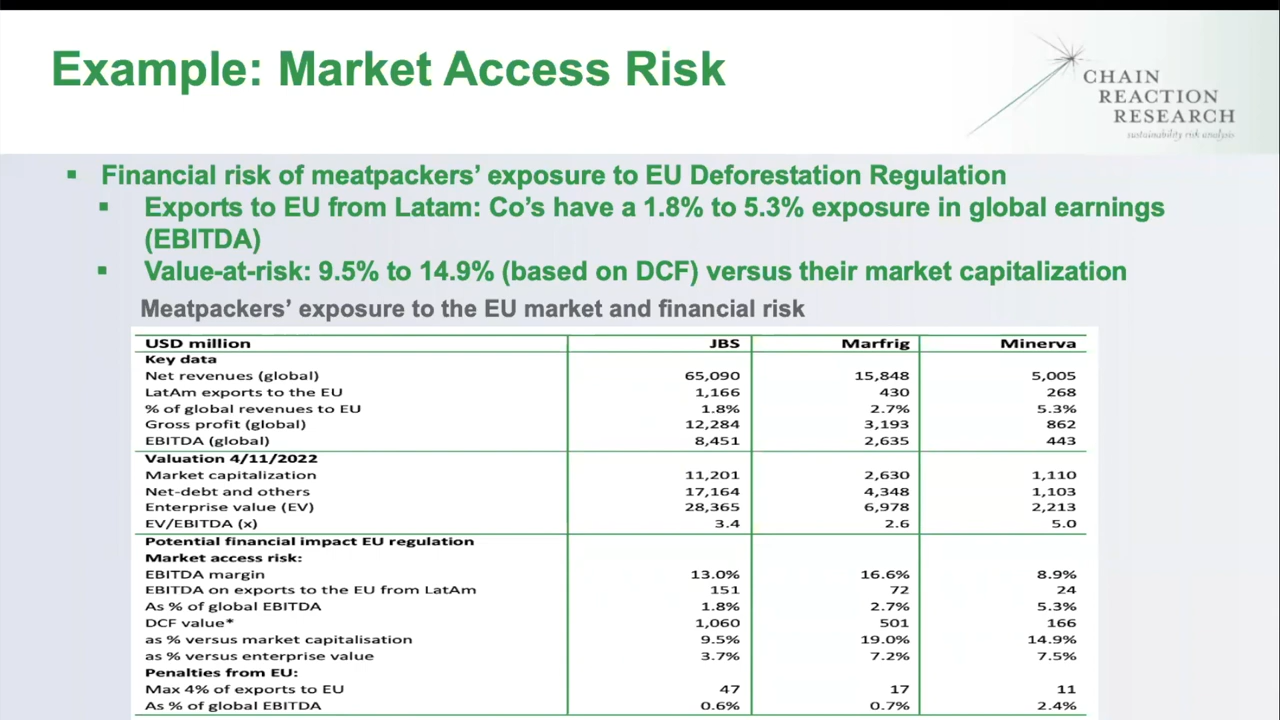 Example: Market Access Risk
CHAIN
REACTION
RESEARCH
sustainability risk analysis
▪ Financial risk of meatpackers’ exposure to EU Deforestation Regulation
▪ Exports to EU from Latam: Co’s have a 1.8% to 5.3% exposure in global earnings
(EBITDA)
▪ Value-at-risk: 9.5% to 14.9% (based on DCF) versus their market capitalization
Meatpackers’ exposure to the EU market and financial risk
USD million JBS Marfrig Minerva
Key data
Net revenues (global) 65,090 15,848 5,005
LatAm exports to the EU 1,166 430 268
% of global revenues to EU 1.8% 2.7% 5.3%
Gross profit (global) 12,284 3,193 862
EBITDA (global) 8,451 2,635 443
Valuation 4/11/2022
Market capitalization 11,201 2,630 1,110
Net-debt and others 17,164 4,348 1,103
Enterprise value (EV) 28,365 6,978 2,213
EV/EBITDA (x) 3.4 2.6 5.0
Potential financial impact EU regulation
Market access risk:
EBITDA margin 13.0% 16.6% 8.9%
EBITDA on exports to the EU from LatAm 151 72 24
As % of global EBITDA 1.8% 2.7% 5.3%
DCF value* 1,060 501 166
as % versus market capitalisation 9.5% 19.0% 14.9%
as % versus enterprise value 3.7% 7.2% 7.5%
Penalties from EU:
Max 4% of exports to EU 47 17 11
As % of global EBITDA 0.6% 0.7% 2.4%